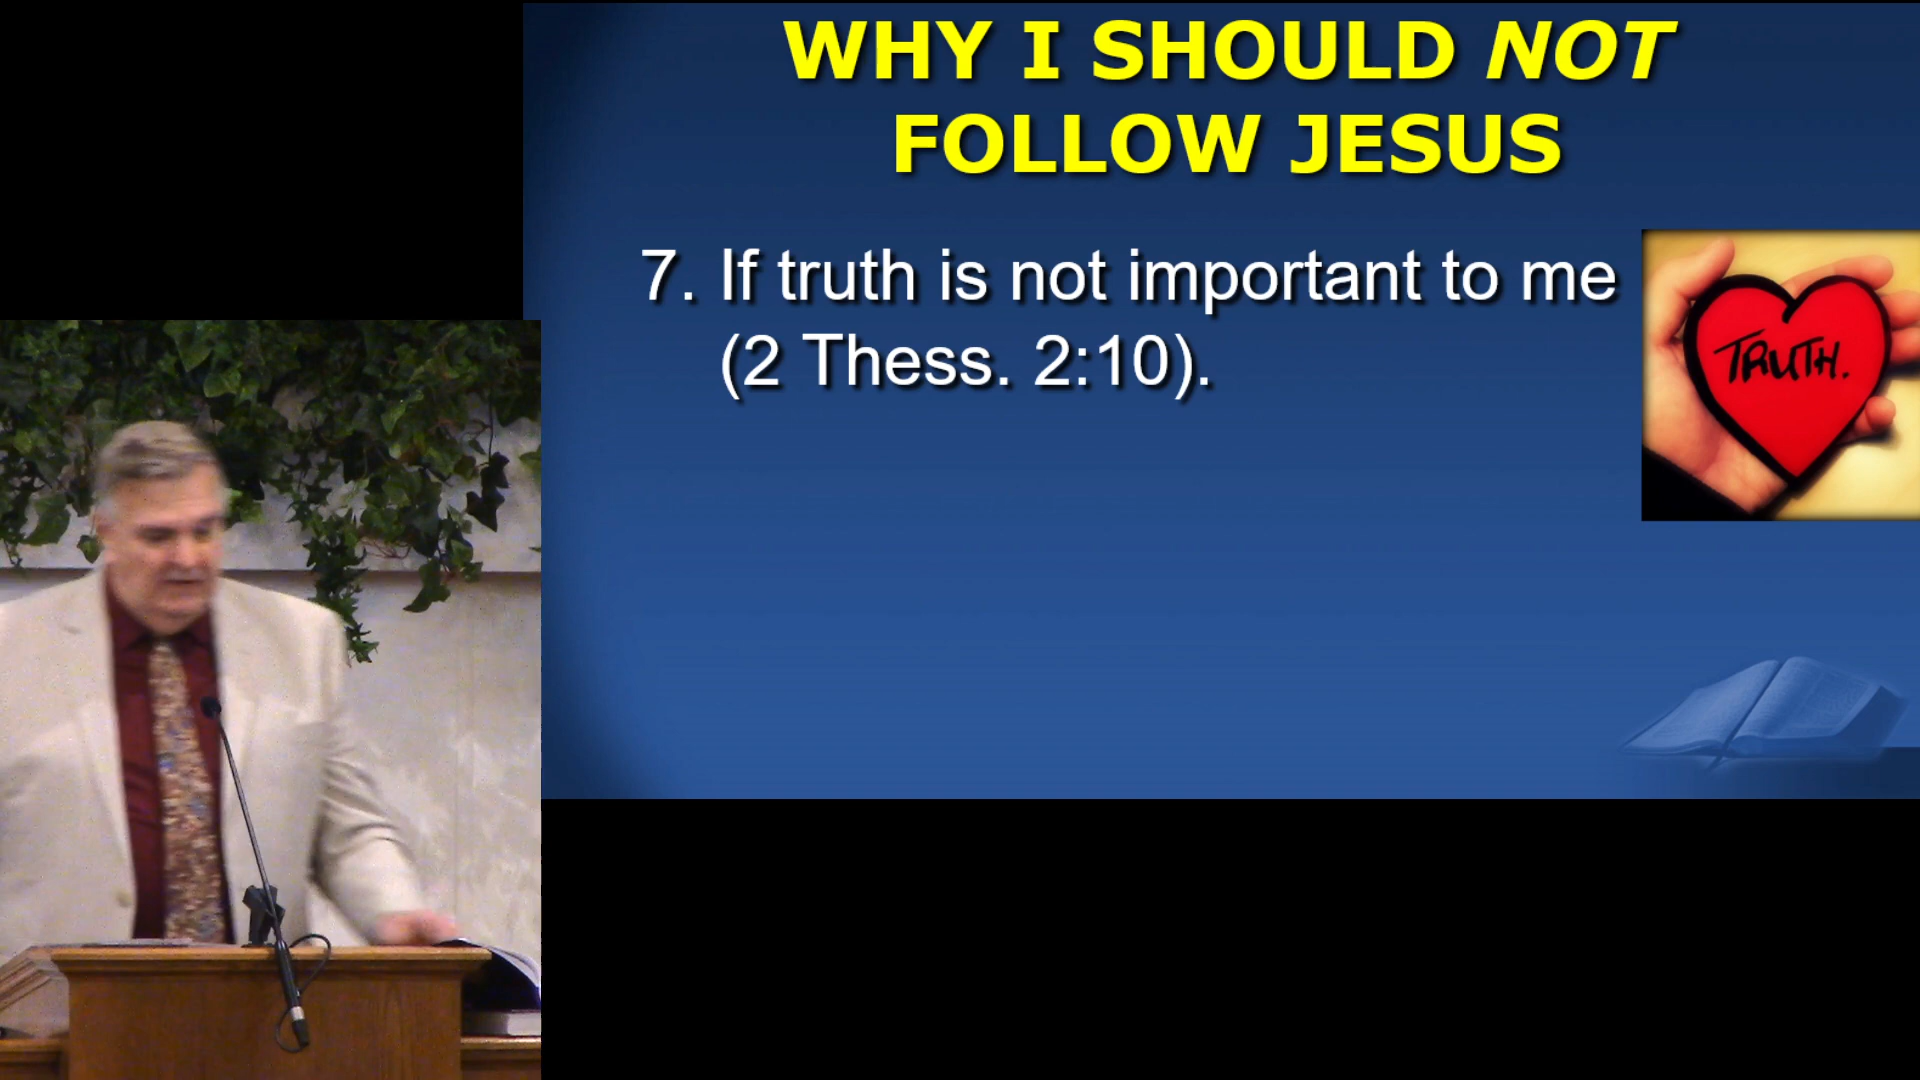 WHY I SHOULD NOT
FOLLOW JESUS
7. If truth is not important to me
(2 Thess. 2:10).
TRUTH.